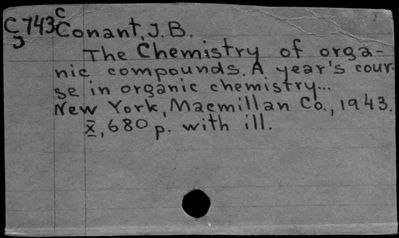 C743c Conant, J.B.
5 The Chemistry of orga-
nic compounds. A year's cour-
se in organic chemistry...
New York, Macmillan Co., 1943.
x, 680 p. with ill.